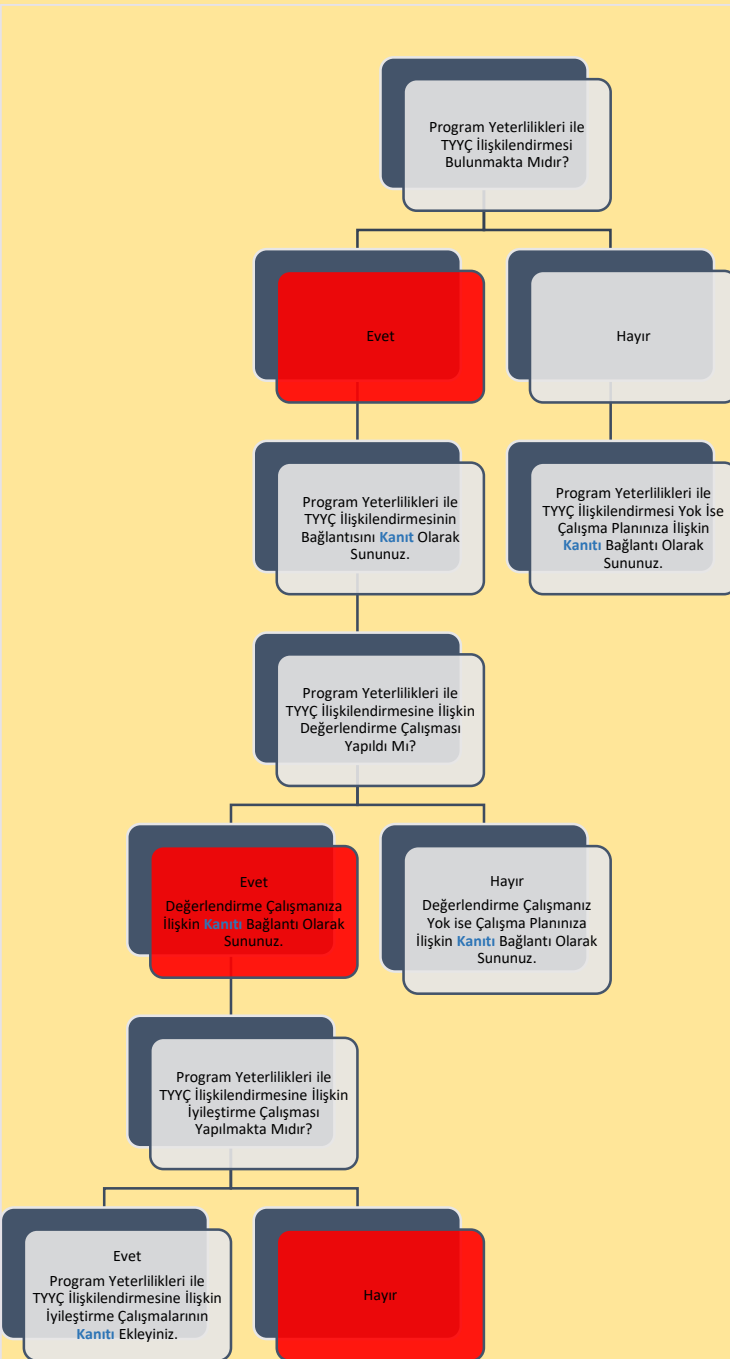 Program Yeterlilikleri ile
TYYÇ İlişkilendirmesi
Bulunmakta Mıdır?
Evet
Hayır
Program Yeterlilikleri ile
TYYÇ İlişkilendirmesinin
Bağlantısını Kanıt Olarak
Sununuz.
Program Yeterlilikleri ile
TYYÇ İlişkilendirmesi Yok Ise
Çalışma Planınıza İlişkin
Kanıtı Bağlantı Olarak
Sununuz.
Program Yeterlilikleri ile
TYYÇ İlişkilendirmesine İlişkin
Değerlendirme Çalışması
Yapıldı Mı?
Evet
Değerlendirme Çalışmanıza
İlişkin Kanıtı Bağlantı Olarak
Sununuz.
Hayır
Değerlendirme Çalışmanız
Yok ise Çalışma Planınıza
İlişkin Kanıtı Bağlantı Olarak
Sununuz.
Program Yeterlilikleri ile
TYYÇ İlişkilendirmesine İlişkin
İyileştirme Çalışması
Yapılmakta Mıdır?
Evet
Program Yeterlilikleri ile
TYYÇ İlişkilendirmesine İlişkin
İyileştirme Çalışmalarının
Kanıtı Ekleyiniz.
Hayır